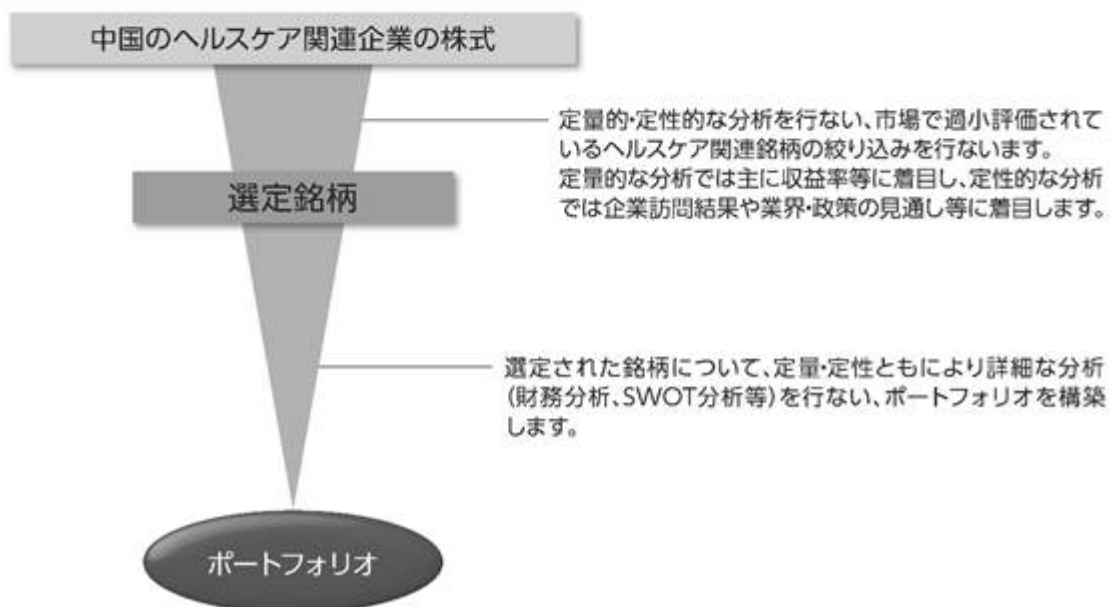 中国のヘルスケア関連企業の株式
定量的・定性的な分析を行ない、市場で過小評価されて
いるヘルスケア関連銘柄の絞り込みを行ないます。
定量的な分析では主に収益率等に着目し、定性的な分析
では企業訪問結果や業界・政策の見通し等に着目します。
選定銘柄
選定された銘柄について、定量・定性ともにより詳細な分析
(財務分析、SWOT分析等)を行ない、ポートフォリオを構築
します。
ポートフォリオ